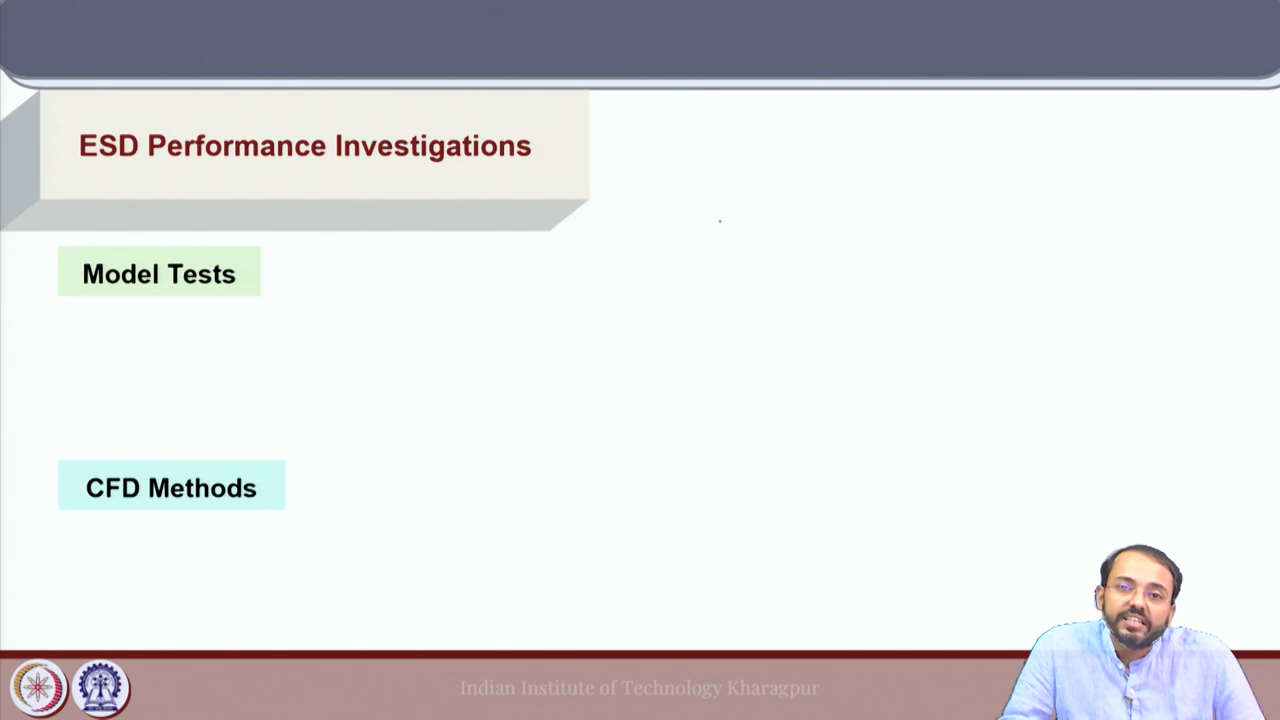 ESD Performance Investigations
Model Tests
CFD Methods
Indian Institute of Technology Kharagpur